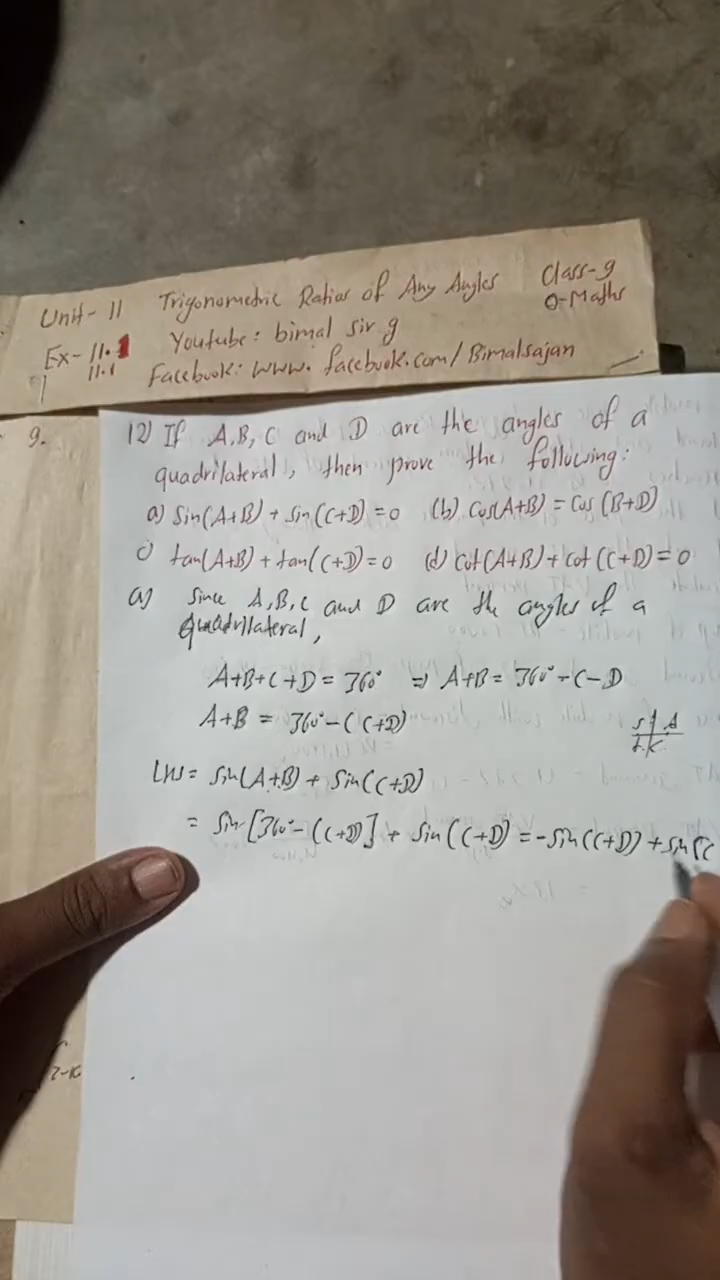 Unit- 11 Trigonometric Ratios of Any Angles Class-9
Ex- 11.1 Youtube: bimal sir g O-Maths
11.1 Facebook: www. facebook.com/Bimalsajan
9.
12) If A,B, C and D are the angles of a
quadrilateral, then prove the following:
a) Sin(A+B) + sin(C+D) = 0 (b) Cos(A+B) = Cos (B+D)
c) tan(A+B) + tan(C+D) = 0 (d) Cot(A+B) + cot (C+D) = 0
(a) Since A,B,C and D are the angles of a
Quadrilateral,
A+B+C+D = 360° ⇒ A+B = 360° - C - D
A+B = 360° - (C+D)
S A
T C
LHS = Sin(A+B) + Sin(C+D)
= Sin[360° - (C+D)] + Sin(C+D) = -Sin(C+D) + Sin(C